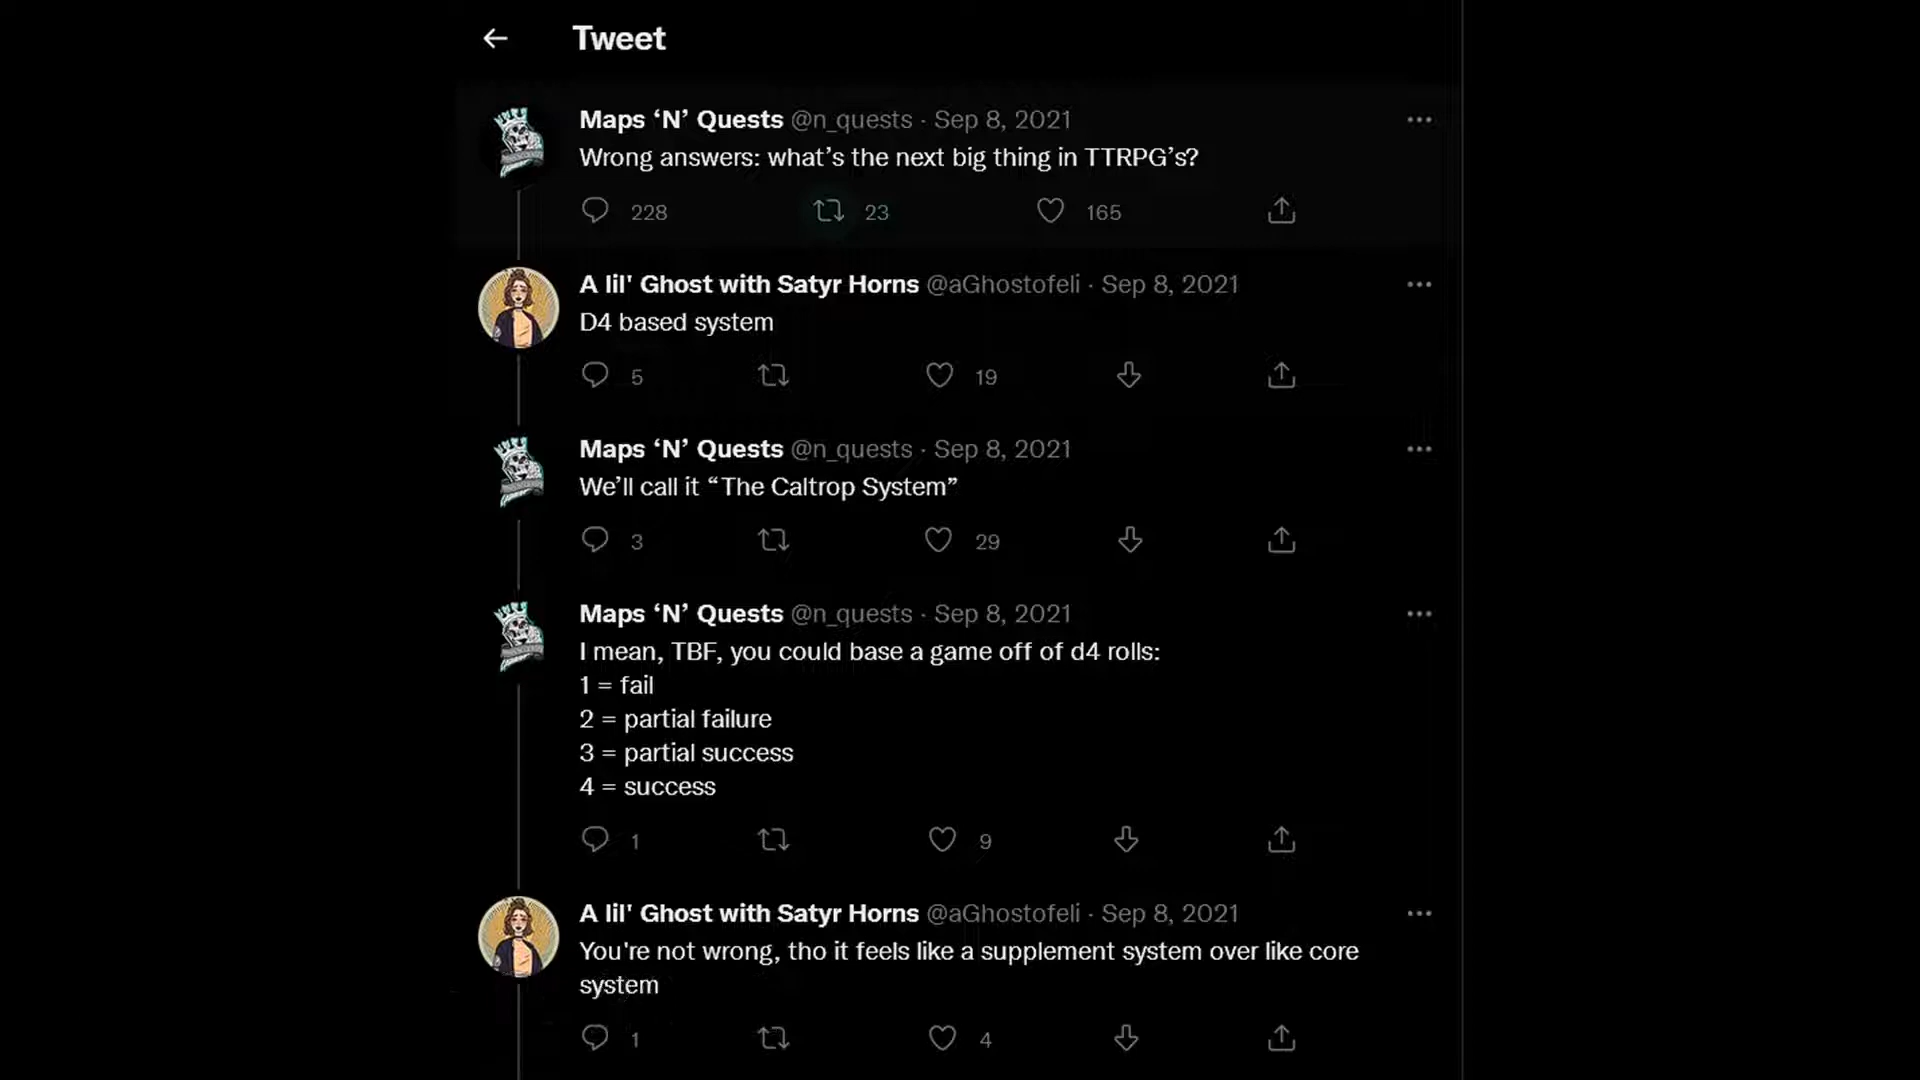 Tweet
Maps ‘N’ Quests @n_quests · Sep 8, 2021
Wrong answers: what’s the next big thing in TTRPG’s?
228 23 165
A lil' Ghost with Satyr Horns @aGhostofeli · Sep 8, 2021
D4 based system
5 19
Maps ‘N’ Quests @n_quests · Sep 8, 2021
We’ll call it “The Caltrop System”
3 29
Maps ‘N’ Quests @n_quests · Sep 8, 2021
I mean, TBF, you could base a game off of d4 rolls:
1 = fail
2 = partial failure
3 = partial success
4 = success
1 9
A lil' Ghost with Satyr Horns @aGhostofeli · Sep 8, 2021
You're not wrong, tho it feels like a supplement system over like core
system
1 4